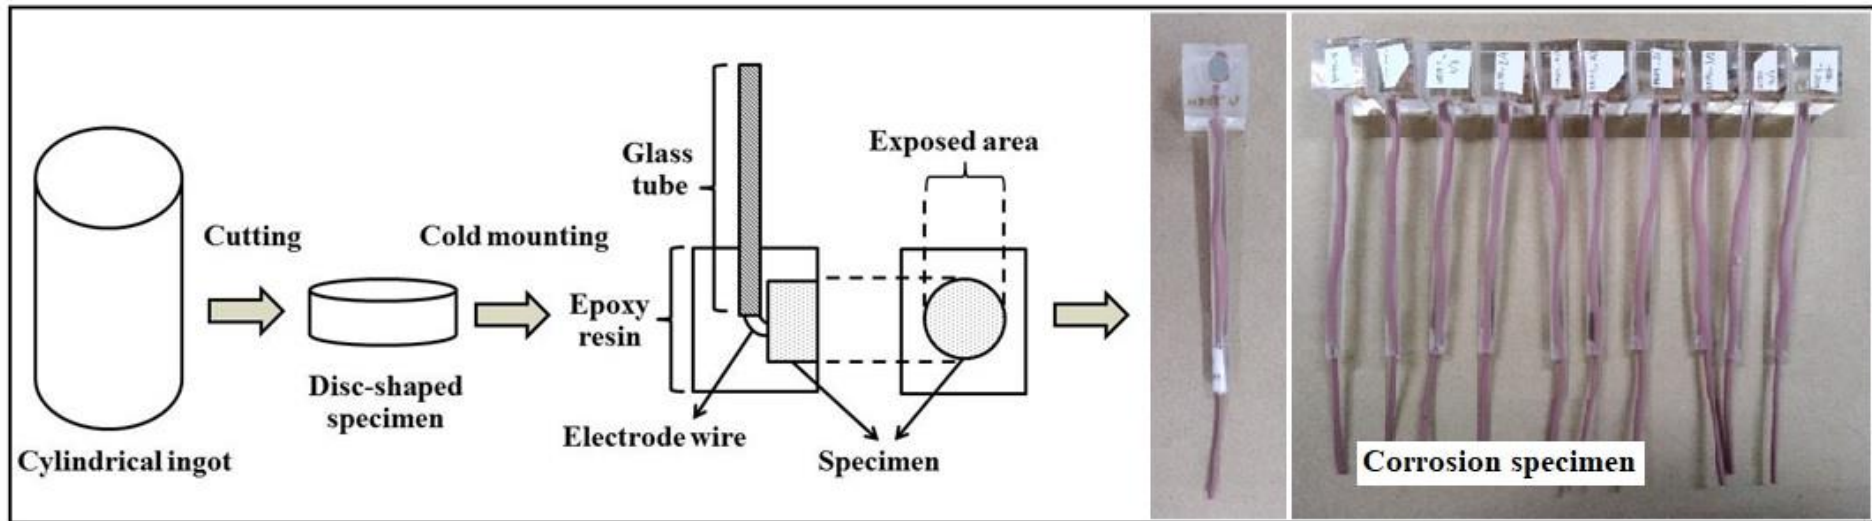 Cylindrical ingot
Cutting
Disc-shaped
specimen
Cold mounting
Glass
tube
Epoxy
resin
Electrode wire
Exposed area
Specimen
Corrosion specimen